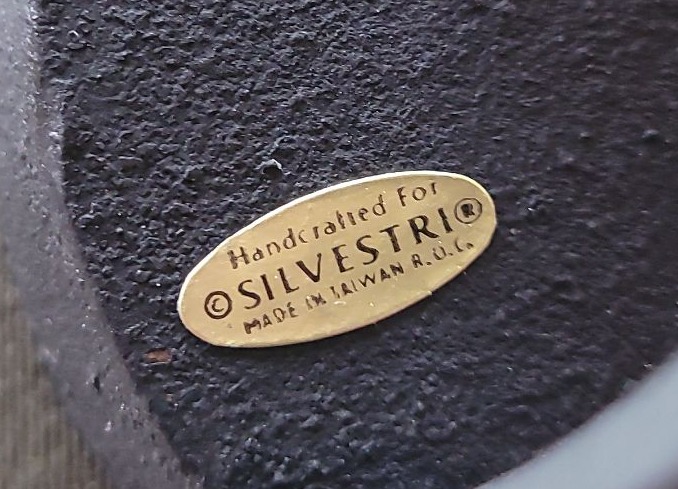 Handcrafted For
©SILVESTRI®
MADE IN TAIWAN R.O.C.